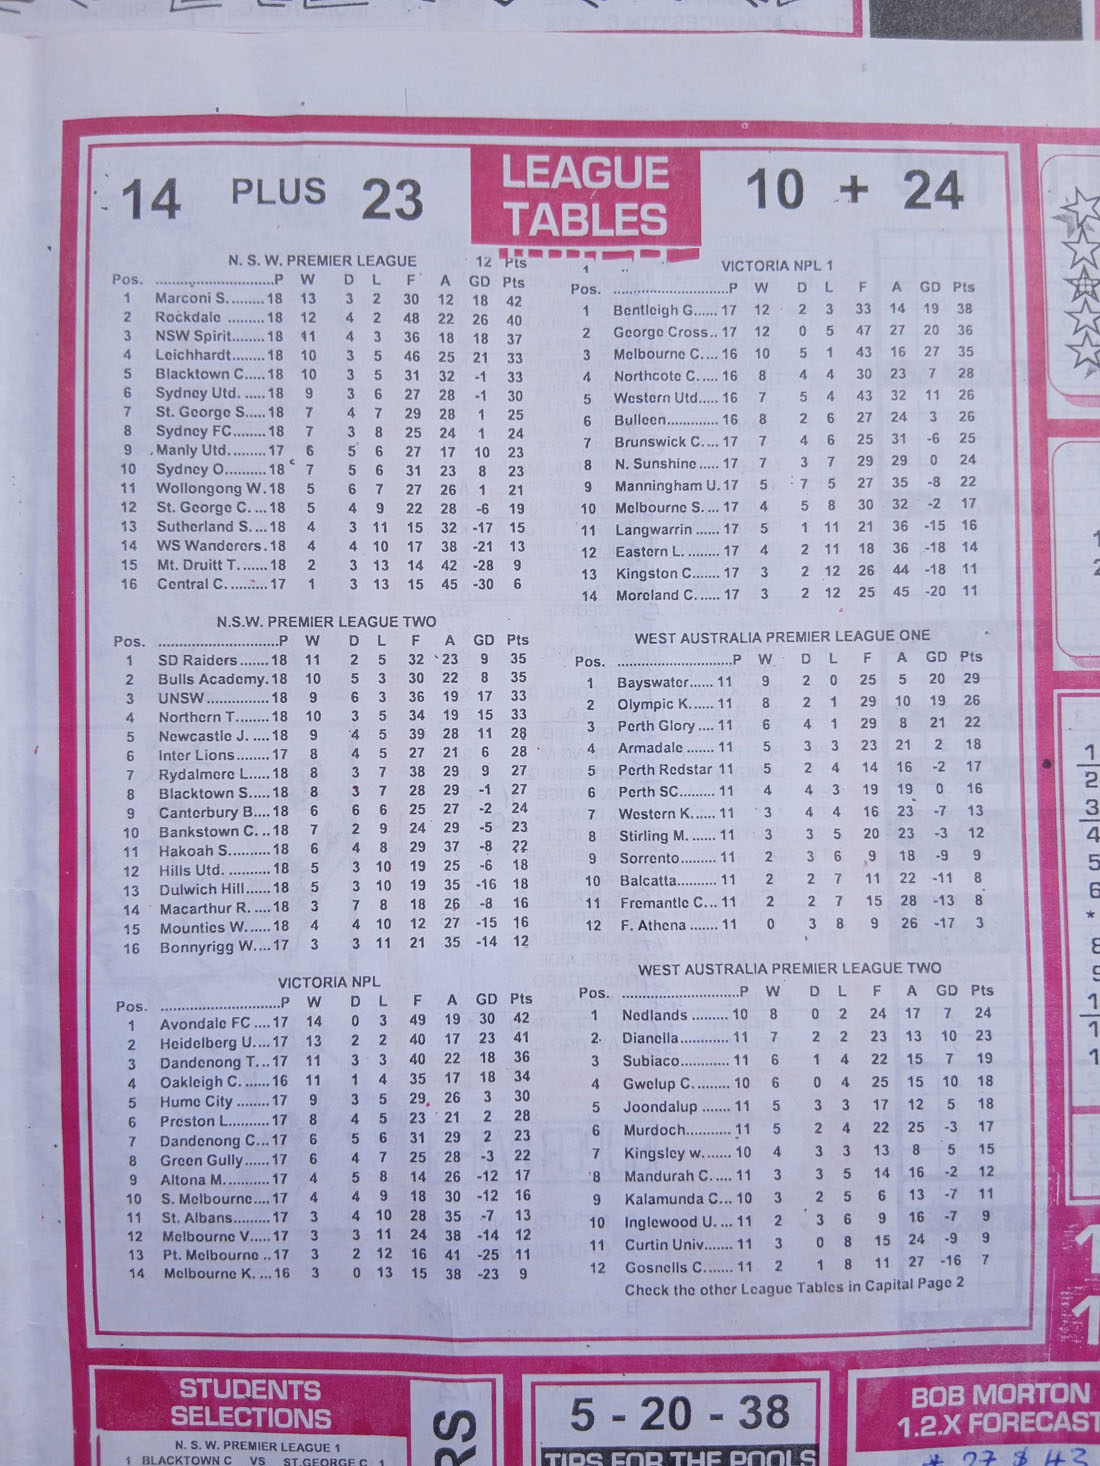 14 PLUS 23
LEAGUE
TABLES
10 + 24
N. S. W. PREMIER LEAGUE 12 Pts
Pos. ..............................P W D L F A GD Pts
1 Marconi S.........18 13 3 2 30 12 18 42
2 Rockdale .........18 12 4 2 48 22 26 40
3 NSW Spirit......18 11 4 3 36 18 18 37
4 Leichhardt.......18 10 3 5 46 25 21 33
5 Blacktown C.....18 10 3 5 31 32 -1 33
6 Sydney Utd. .....18 9 3 6 27 28 -1 30
7 St. George S.....18 7 4 7 29 28 1 25
8 Sydney FC........18 7 3 8 25 24 1 24
9 Manly Utd.........17 6 5 6 27 17 10 23
10 Sydney O..........18 7 5 6 31 23 8 23
11 Wollongong W.18 5 6 7 27 26 1 21
12 St. George C. ...18 5 4 9 22 28 -6 19
13 Sutherland S....18 4 3 11 15 32 -17 15
14 WS Wanderers.18 4 4 10 17 38 -21 13
15 Mt. Druitt T.......18 2 3 13 14 42 -28 9
16 Central C. ........17 1 3 13 15 45 -30 6
N.S.W. PREMIER LEAGUE TWO
Pos. ..............................P W D L F A GD Pts
1 SD Raiders.......18 11 2 5 32 23 9 35
2 Bulls Academy.18 10 5 3 30 22 8 35
3 UNSW...............18 9 6 3 36 19 17 33
4 Northern T........18 10 3 5 34 19 15 33
5 Newcastle J. ....18 9 4 5 39 28 11 28
6 Inter Lions.......17 8 4 5 27 21 6 28
7 Rydalmere L.....18 8 3 7 38 29 9 27
8 Blacktown S.....18 8 3 7 28 29 -1 27
9 Canterbury B....18 6 6 6 25 27 -2 24
10 Bankstown C. ..18 7 2 9 24 29 -5 23
11 Hakoah S..........18 6 4 8 29 37 -8 22
12 Hills Utd. .........18 5 3 10 19 25 -6 18
13 Dulwich Hill......18 5 3 10 19 35 -16 18
14 Macarthur R. ....18 3 7 8 18 26 -8 16
15 Mounties W......18 4 4 10 12 27 -15 16
16 Bonnyrigg W....17 3 3 11 21 35 -14 12
VICTORIA NPL
Pos. ..............................P W D L F A GD Pts
1 Avondale FC ....17 14 0 3 49 19 30 42
2 Heidelberg U....17 13 2 2 40 17 23 41
3 Dandenong T...17 11 3 3 40 22 18 36
4 Oakleigh C. ......16 11 1 4 35 17 18 34
5 Hume City ........17 9 3 5 29 26 3 30
6 Preston L..........17 8 4 5 23 21 2 28
7 Dandenong C...17 6 5 6 31 29 2 23
8 Green Gully......17 6 4 7 25 28 -3 22
9 Altona M...........17 4 5 8 14 26 -12 17
10 S. Melbourne....17 4 4 9 18 30 -12 16
11 St. Albans.........17 3 4 10 28 35 -7 13
12 Melbourne V.....17 3 3 11 24 38 -14 12
13 Pt. Melbourne ..17 3 2 12 16 41 -25 11
14 Melbourne K. ...16 3 0 13 15 38 -23 9
1 VICTORIA NPL 1
Pos. ..............................P W D L F A GD Pts
1 Bentleigh G......17 12 2 3 33 14 19 38
2 George Cross..17 12 0 5 47 27 20 36
3 Melbourne C.... 16 10 5 1 43 16 27 35
4 Northcote C..... 16 8 4 4 30 23 7 28
5 Western Utd..... 16 7 5 4 43 32 11 26
6 Bulleen............. 16 8 2 6 27 24 3 26
7 Brunswick C.... 17 7 4 6 25 31 -6 25
8 N. Sunshine ..... 17 7 3 7 29 29 0 24
9 Manningham U. 17 5 7 5 27 35 -8 22
10 Melbourne S.... 17 4 5 8 30 32 -2 17
11 Langwarrin ...... 17 5 1 11 21 36 -15 16
12 Eastern L. ........ 17 4 2 11 18 36 -18 14
13 Kingston C....... 17 3 2 12 26 44 -18 11
14 Moreland C. ..... 17 3 2 12 25 45 -20 11
WEST AUSTRALIA PREMIER LEAGUE ONE
Pos. ..............................P W D L F A GD Pts
1 Bayswater...... 11 9 2 0 25 5 20 29
2 Olympic K...... 11 8 2 1 29 10 19 26
3 Perth Glory .... 11 6 4 1 29 8 21 22
4 Armadale ....... 11 5 3 3 23 21 2 18
5 Perth Redstar 11 5 2 4 14 16 -2 17
6 Perth SC......... 11 4 4 3 19 19 0 16
7 Western K...... 11 3 4 4 16 23 -7 13
8 Stirling M. ...... 11 3 3 5 20 23 -3 12
9 Sorrento......... 11 2 3 6 9 18 -9 9
10 Balcatta.......... 11 2 2 7 11 22 -11 8
11 Fremantle C... 11 2 2 7 15 28 -13 8
12 F. Athena ....... 11 0 3 8 9 26 -17 3
WEST AUSTRALIA PREMIER LEAGUE TWO
Pos. ..............................P W D L F A GD Pts
1 Nedlands ......... 10 8 0 2 24 17 7 24
2 Dianella............ 11 7 2 2 23 13 10 23
3 Subiaco............ 11 6 1 4 22 15 7 19
4 Gwelup C. ........ 10 6 0 4 25 15 10 18
5 Joondalup ....... 11 5 3 3 17 12 5 18
6 Murdoch........... 11 5 2 4 22 25 -3 17
7 Kingsley w....... 10 4 3 3 13 8 5 15
8 Mandurah C. .... 11 3 3 5 14 16 -2 12
9 Kalamunda C... 10 3 2 5 6 13 -7 11
10 Inglewood U. ... 11 2 3 6 9 16 -7 9
11 Curtin Univ....... 11 3 0 8 15 24 -9 9
12 Gosnells C....... 11 2 1 8 11 27 -16 7
Check the other League Tables in Capital Page 2
STUDENTS
SELECTIONS
N. S. W. PREMIER LEAGUE 1
1 BLACKTOWN C VS ST.GEORGE C 1
RS
5 - 20 - 38
TIPS FOR THE POOLS
BOB MORTON
1.2.X FORECAST
* 27 $ 43